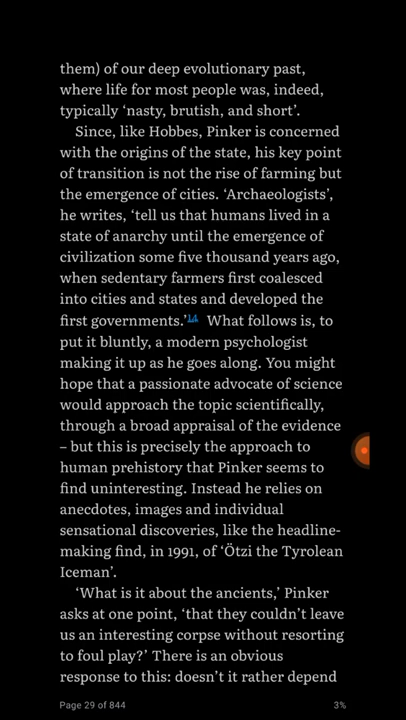 them) of our deep evolutionary past,
where life for most people was, indeed,
typically ‘nasty, brutish, and short’.
Since, like Hobbes, Pinker is concerned
with the origins of the state, his key point
of transition is not the rise of farming but
the emergence of cities. ‘Archaeologists’,
he writes, ‘tell us that humans lived in a
state of anarchy until the emergence of
civilization some five thousand years ago,
when sedentary farmers first coalesced
into cities and states and developed the
first governments.’14 What follows is, to
put it bluntly, a modern psychologist
making it up as he goes along. You might
hope that a passionate advocate of science
would approach the topic scientifically,
through a broad appraisal of the evidence
– but this is precisely the approach to
human prehistory that Pinker seems to
find uninteresting. Instead he relies on
anecdotes, images and individual
sensational discoveries, like the headline-
making find, in 1991, of ‘Ötzi the Tyrolean
Iceman’.
‘What is it about the ancients,’ Pinker
asks at one point, ‘that they couldn’t leave
us an interesting corpse without resorting
to foul play?’ There is an obvious
response to this: doesn’t it rather depend
Page 29 of 844
3%